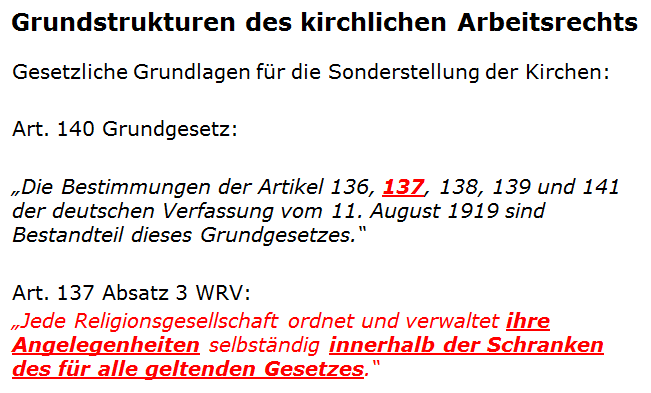 Grundstrukturen des kirchlichen Arbeitsrechts
Gesetzliche Grundlagen für die Sonderstellung der Kirchen:
Art. 140 Grundgesetz:
„Die Bestimmungen der Artikel 136, 137, 138, 139 und 141
der deutschen Verfassung vom 11. August 1919 sind
Bestandteil dieses Grundgesetzes.“
Art. 137 Absatz 3 WRV:
„Jede Religionsgesellschaft ordnet und verwaltet ihre
Angelegenheiten selbständig innerhalb der Schranken
des für alle geltenden Gesetzes.“